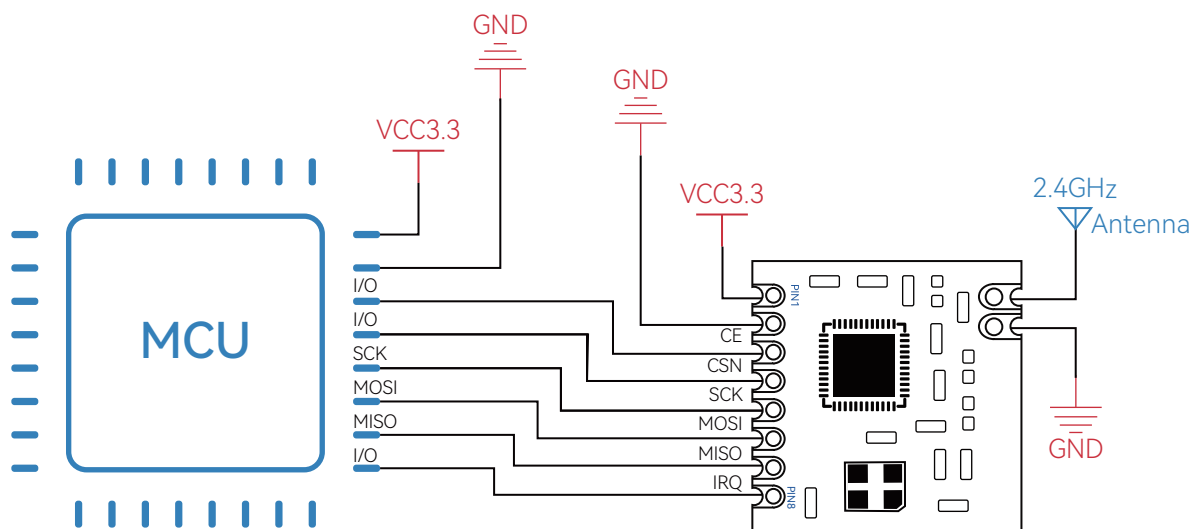 GND
GND
VCC3.3
VCC3.3
2.4GHz
Antenna
I/O
I/O
SCK
MOSI
MISO
I/O
MCU
PIN1
CE
CSN
SCK
MOSI
MISO
IRQ
PIN8
GND